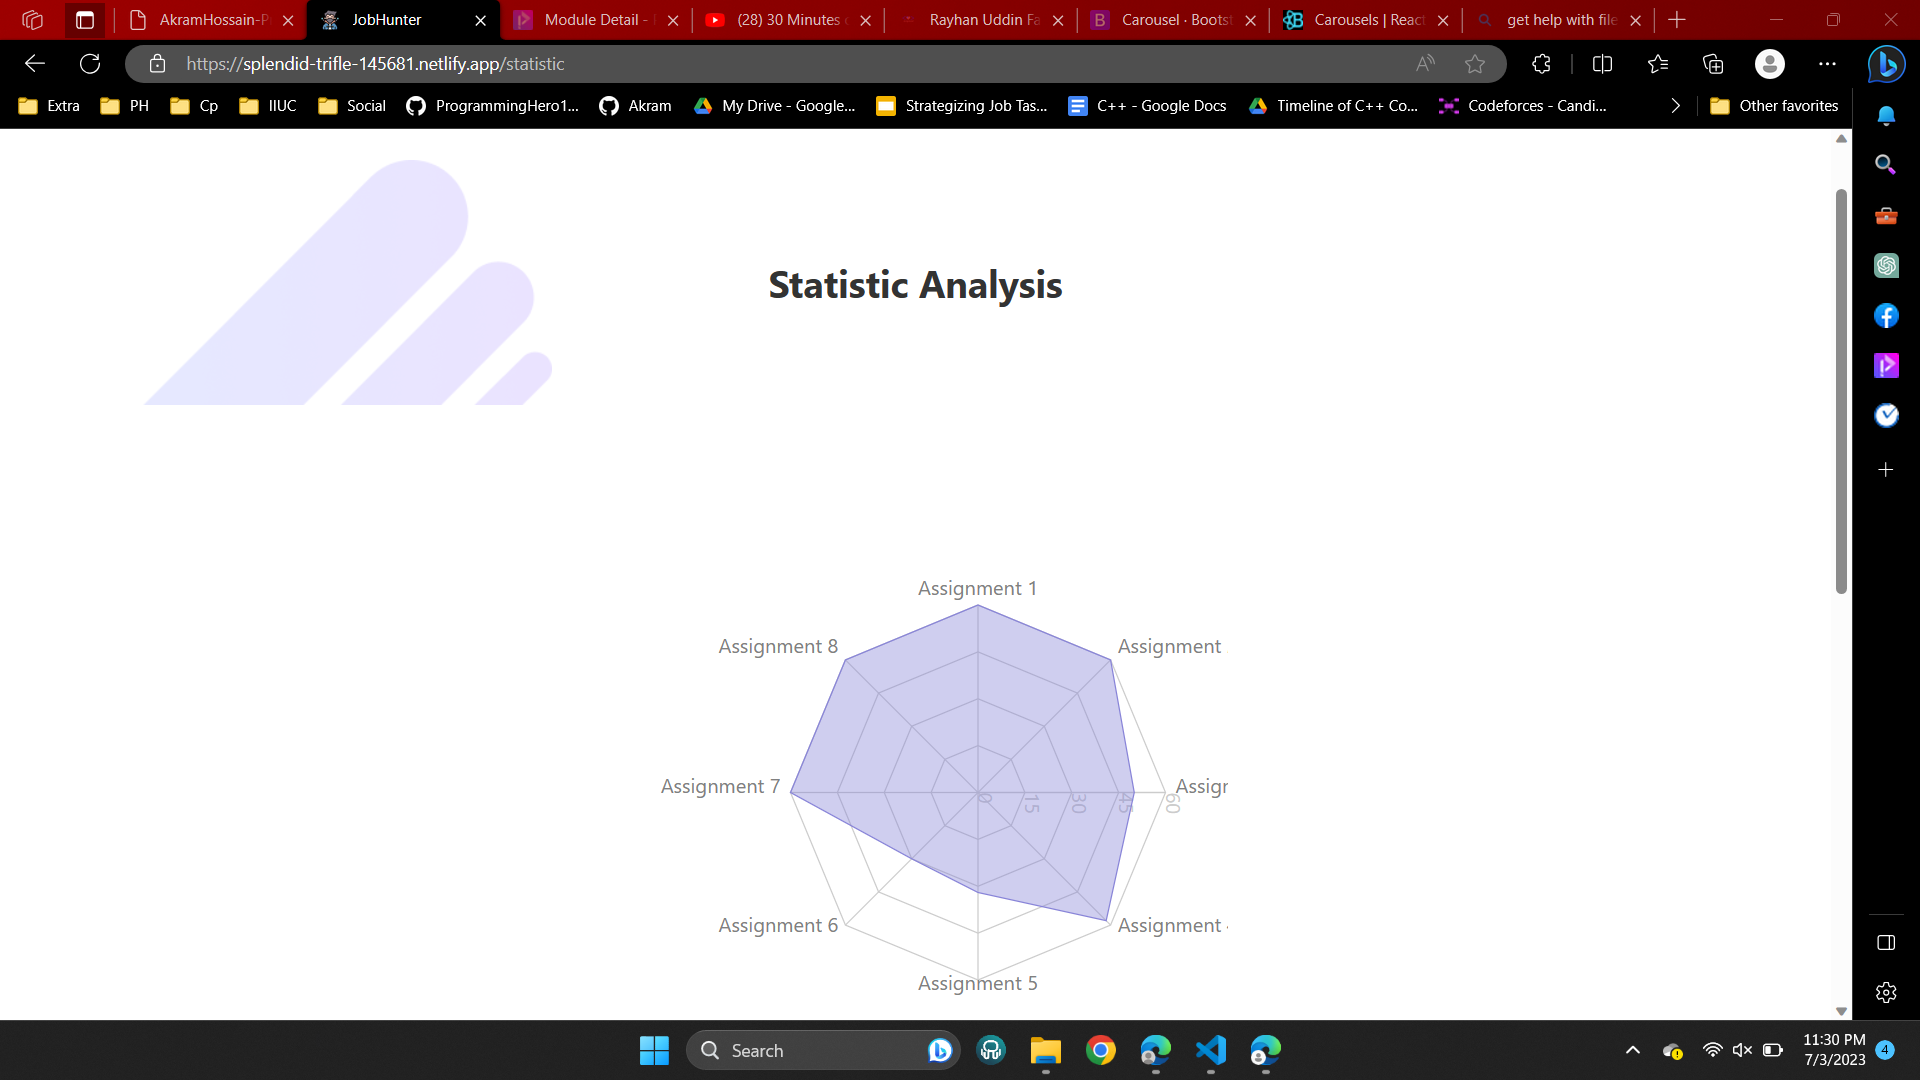 AkramHossain-P
JobHunter
Module Detail -
(28) 30 Minutes
Rayhan Uddin Fa
Carousel · Bootst
Carousels | React
get help with file
https://splendid-trifle-145681.netlify.app/statistic
Extra
PH
Cp
IIUC
Social
ProgrammingHero1...
Akram
My Drive - Google...
Strategizing Job Tas...
C++ - Google Docs
Timeline of C++ Co...
Codeforces - Candi...
Other favorites
Statistic Analysis
Assignment 1
Assignment 8
Assignment
Assignment 7
Assign
0
15
30
45
60
Assignment 6
Assignment
Assignment 5
Search
11:30 PM
7/3/2023
4